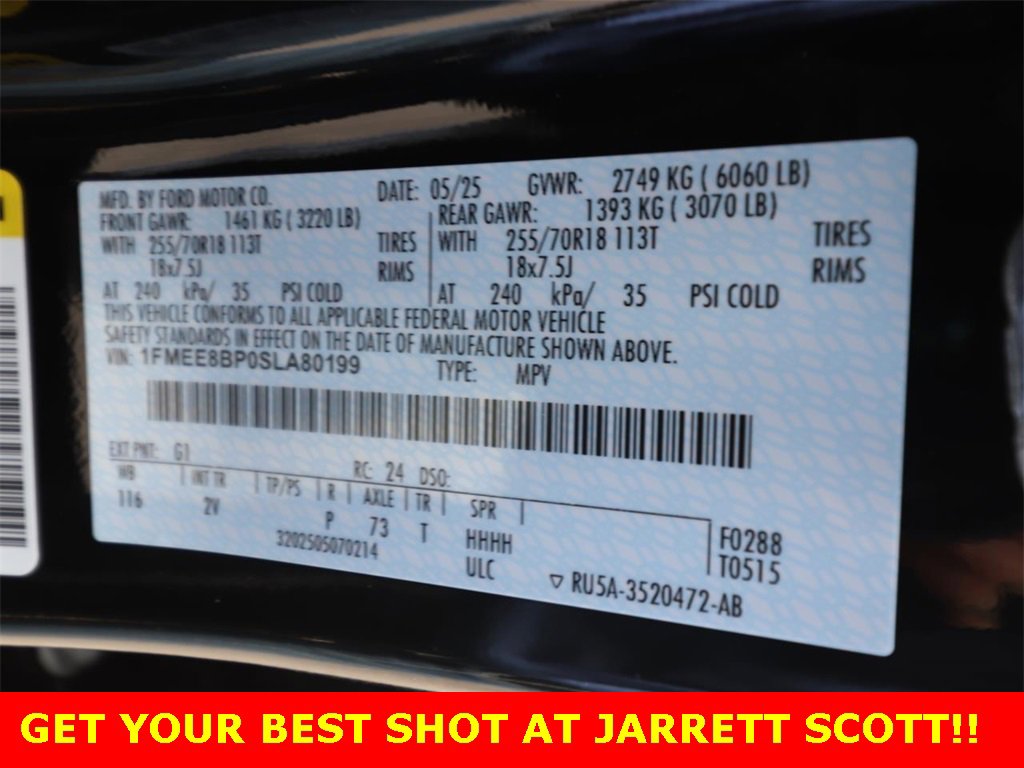 MFD. BY FORD MOTOR CO. DATE: 05/25 GVWR: 2749 KG ( 6060 LB)
FRONT GAWR: 1461 KG ( 3220 LB) REAR GAWR: 1393 KG ( 3070 LB)
WITH 255/70R18 113T TIRES WITH 255/70R18 113T TIRES
18x7.5J RIMS 18x7.5J RIMS
AT 240 kPa/ 35 PSI COLD AT 240 kPa/ 35 PSI COLD
THIS VEHICLE CONFORMS TO ALL APPLICABLE FEDERAL MOTOR VEHICLE
SAFETY STANDARDS IN EFFECT ON THE DATE OF MANUFACTURE SHOWN ABOVE.
VIN: 1FMEE8BP0SLA80199 TYPE: MPV
EXT PNT: G1 RC: 24 DSO:
WB INT TR TP/PS R AXLE TR SPR
116 2V P 73 T HHHH F0288
3202505070214 ULC T0515
▽ RU5A-3520472-AB
GET YOUR BEST SHOT AT JARRETT SCOTT!!